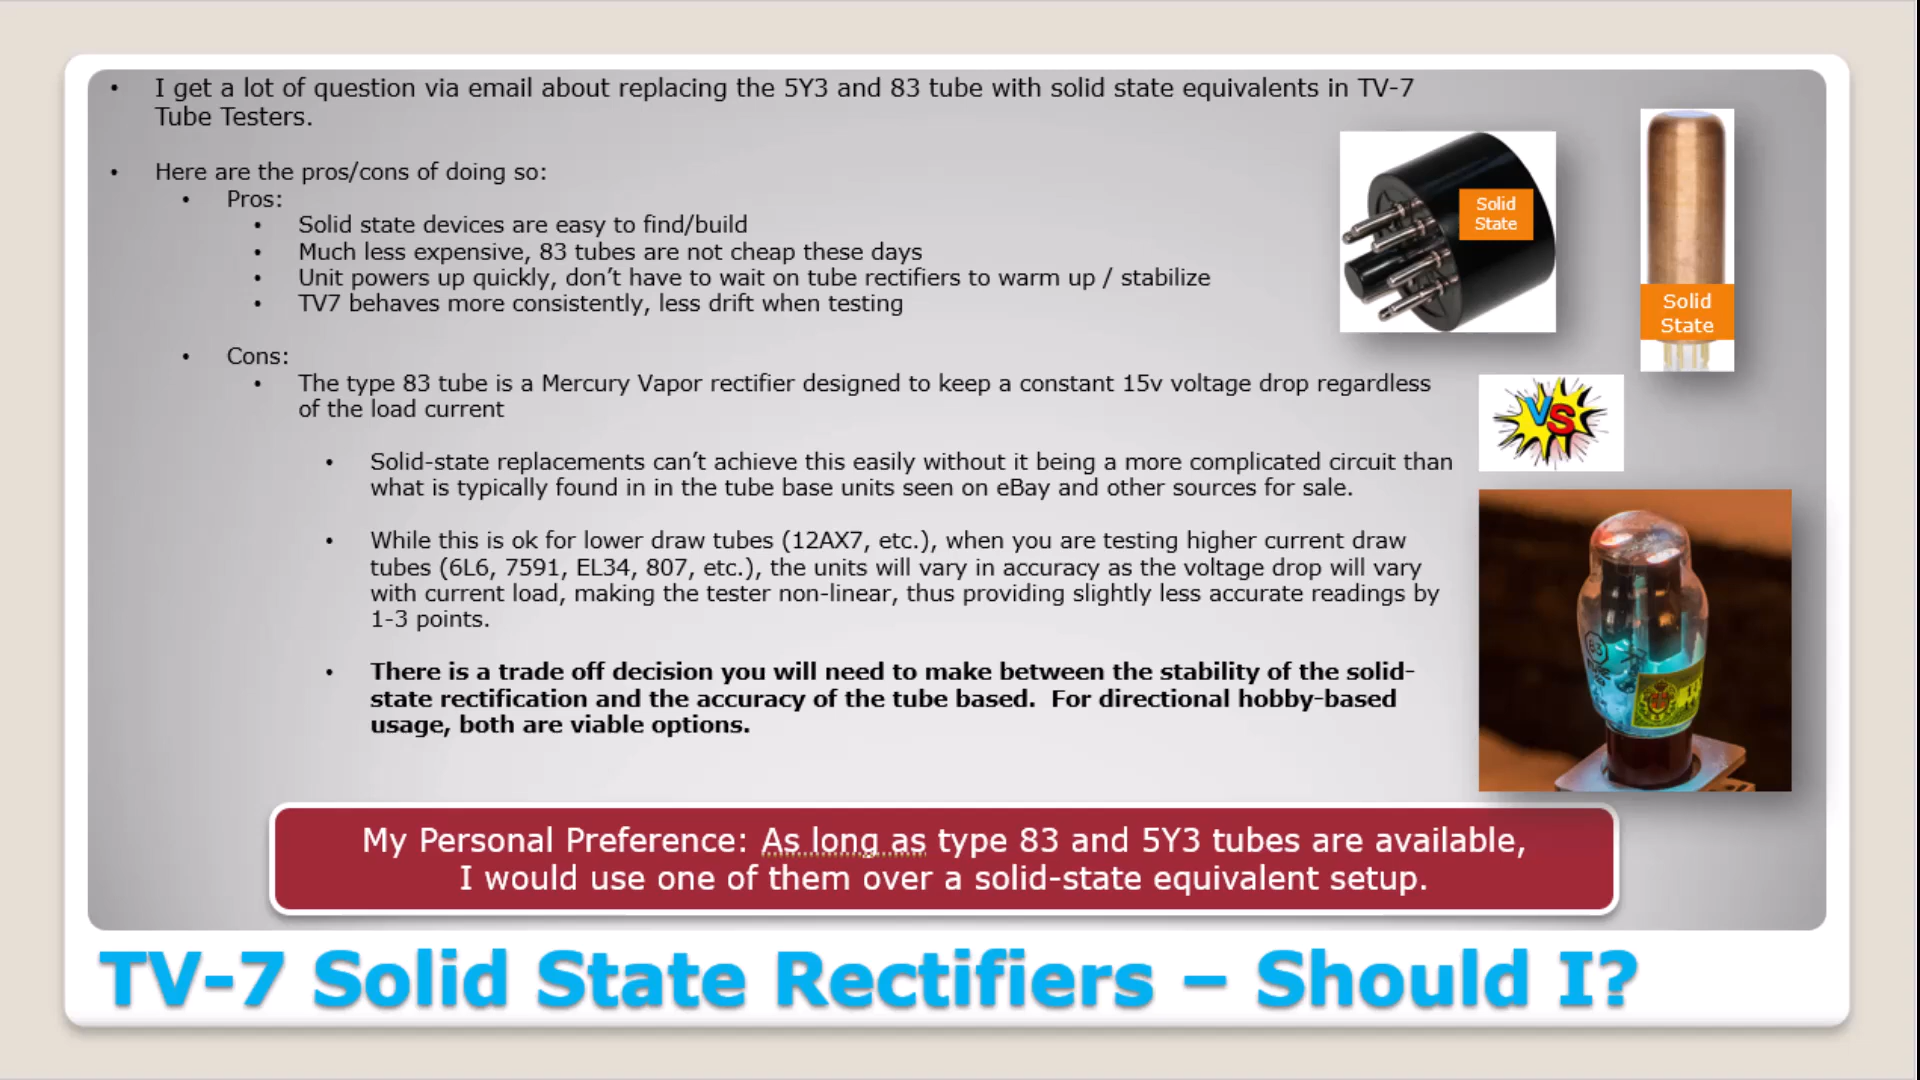 I get a lot of question via email about replacing the 5Y3 and 83 tube with solid state equivalents in TV-7
Tube Testers.
Here are the pros/cons of doing so:
Pros:
Solid state devices are easy to find/build
Much less expensive, 83 tubes are not cheap these days
Unit powers up quickly, don't have to wait on tube rectifiers to warm up / stabilize
TV7 behaves more consistently, less drift when testing
Cons:
The type 83 tube is a Mercury Vapor rectifier designed to keep a constant 15v voltage drop regardless
of the load current
Solid-state replacements can't achieve this easily without it being a more complicated circuit than
what is typically found in in the tube base units seen on eBay and other sources for sale.
While this is ok for lower draw tubes (12AX7, etc.), when you are testing higher current draw
tubes (6L6, 7591, EL34, 807, etc.), the units will vary in accuracy as the voltage drop will vary
with current load, making the tester non-linear, thus providing slightly less accurate readings by
1-3 points.
There is a trade off decision you will need to make between the stability of the solid-
state rectification and the accuracy of the tube based.  For directional hobby-based
usage, both are viable options.
Solid
State
Solid
State
VS
83
My Personal Preference: As long as type 83 and 5Y3 tubes are available,
I would use one of them over a solid-state equivalent setup.
TV-7 Solid State Rectifiers – Should I?